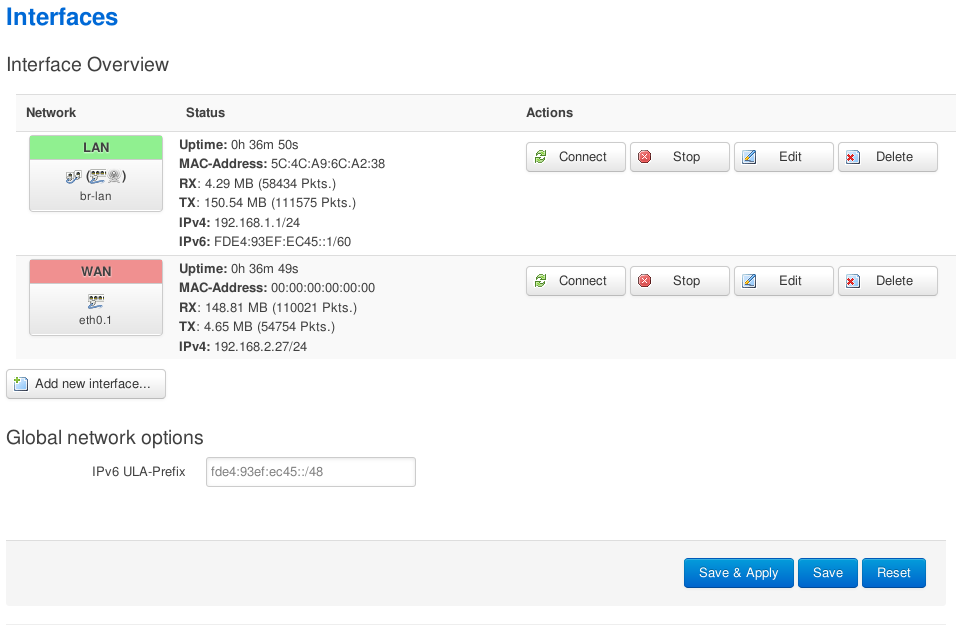 Interfaces
Interface Overview
Network Status Actions
LAN
( )
br-lan
Uptime: 0h 36m 50s
MAC-Address: 5C:4C:A9:6C:A2:38
RX: 4.29 MB (58434 Pkts.)
TX: 150.54 MB (111575 Pkts.)
IPv4: 192.168.1.1/24
IPv6: FDE4:93EF:EC45::1/60
Connect Stop Edit Delete
WAN
eth0.1
Uptime: 0h 36m 49s
MAC-Address: 00:00:00:00:00:00
RX: 148.81 MB (110021 Pkts.)
TX: 4.65 MB (54754 Pkts.)
IPv4: 192.168.2.27/24
Connect Stop Edit Delete
Add new interface...
Global network options
IPv6 ULA-Prefix fde4:93ef:ec45::/48
Save & Apply Save Reset